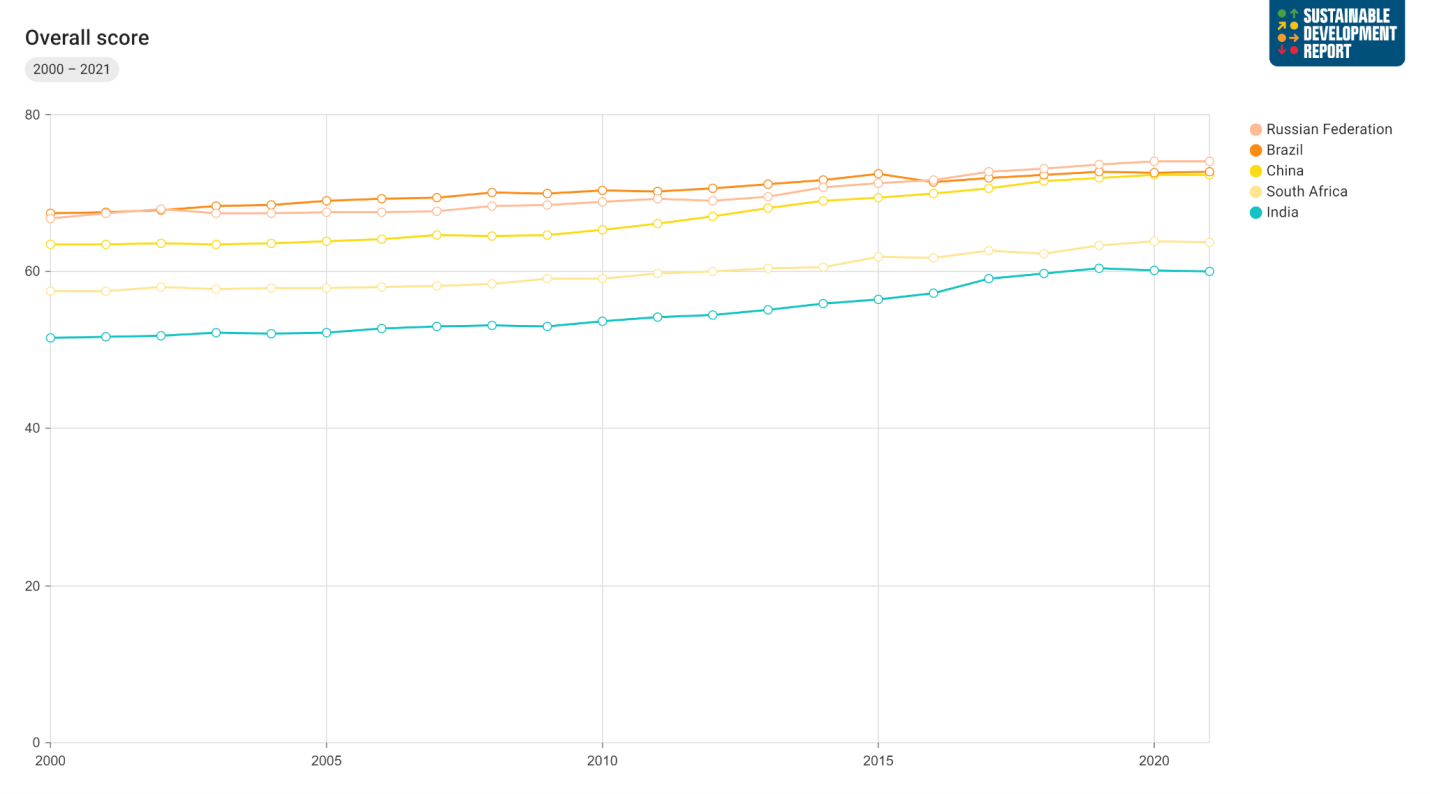 Overall score
2000 – 2021
SUSTAINABLE
DEVELOPMENT
REPORT
80
60
40
20
0
2000
2005
2010
2015
2020
Russian Federation
Brazil
China
South Africa
India